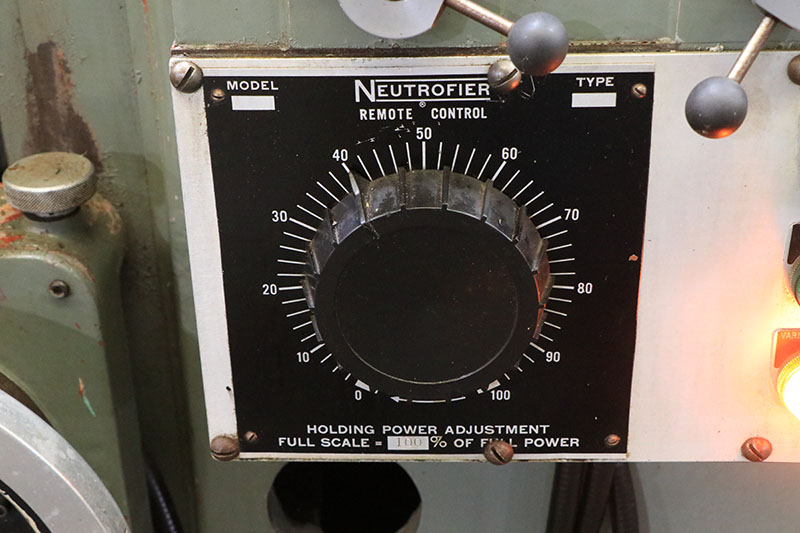 MODEL
NEUTROFIER
TYPE
®
REMOTE CONTROL
50
40
60
30
70
20
80
10
90
0
100
HOLDING POWER ADJUSTMENT
FULL SCALE = 100 % OF FULL POWER
VARI